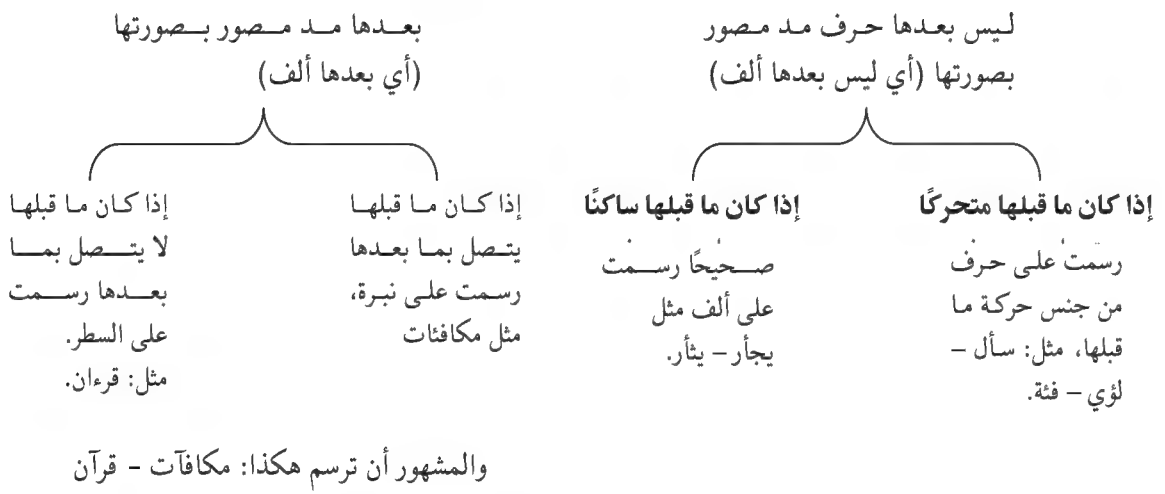 ليس بعدها حرف مد مصور
بصورتها (أي ليس بعدها ألف)
إذا كان ما قبلها متحركًا
رسمت على حرف
من جنس حركة ما
قبلها، مثل: سأل –
لؤي – فئة.
إذا كان ما قبلها ساكنًا
صحيحًا رسمت
على ألف مثل
يجأر – يثأر.
بعدها مد مصور بصورتها
(أي بعدها ألف)
إذا كان ما قبلها
يتصل بما بعدها
رسمت على نبرة،
مثل مكافئات
إذا كان ما قبلها
لا يتصل بما
بعدها رسمت
على السطر.
مثل: قرءان.
والمشهور أن ترسم هكذا: مكافآت - قرآن